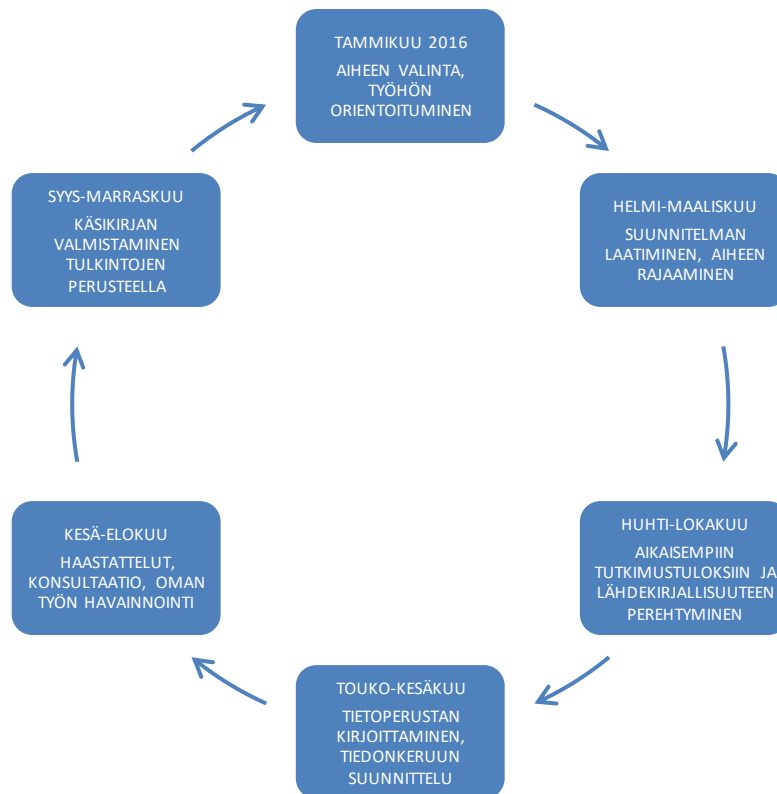 TAMMIKUU 2016
AIHEEN VALINTA,
TYÖHÖN
ORIENTOITUMINEN
HELMI-MAALISKUU
SUUNNITELMAN
LAATIMINEN, AIHEEN
RAJAAMINEN
HUHTI-LOKAKUU
AIKAISEMPIIN
TUTKIMUSTULOKSIIN JA
LÄHDEKIRJALLISUUTEEN
PEREHTYMINEN
TOUKO-KESÄKUU
TIETOPERUSTAN
KIRJOITTAMINEN,
TIEDONKERUUN
SUUNNITTELU
KESÄ-ELOKUU
HAASTATTELUT,
KONSULTAATIO, OMAN
TYÖN HAVAINNOINTI
SYYS-MARRASKUU
KÄSIKIRJAN
VALMISTAMINEN
TULKINTOJEN
PERUSTEELLA